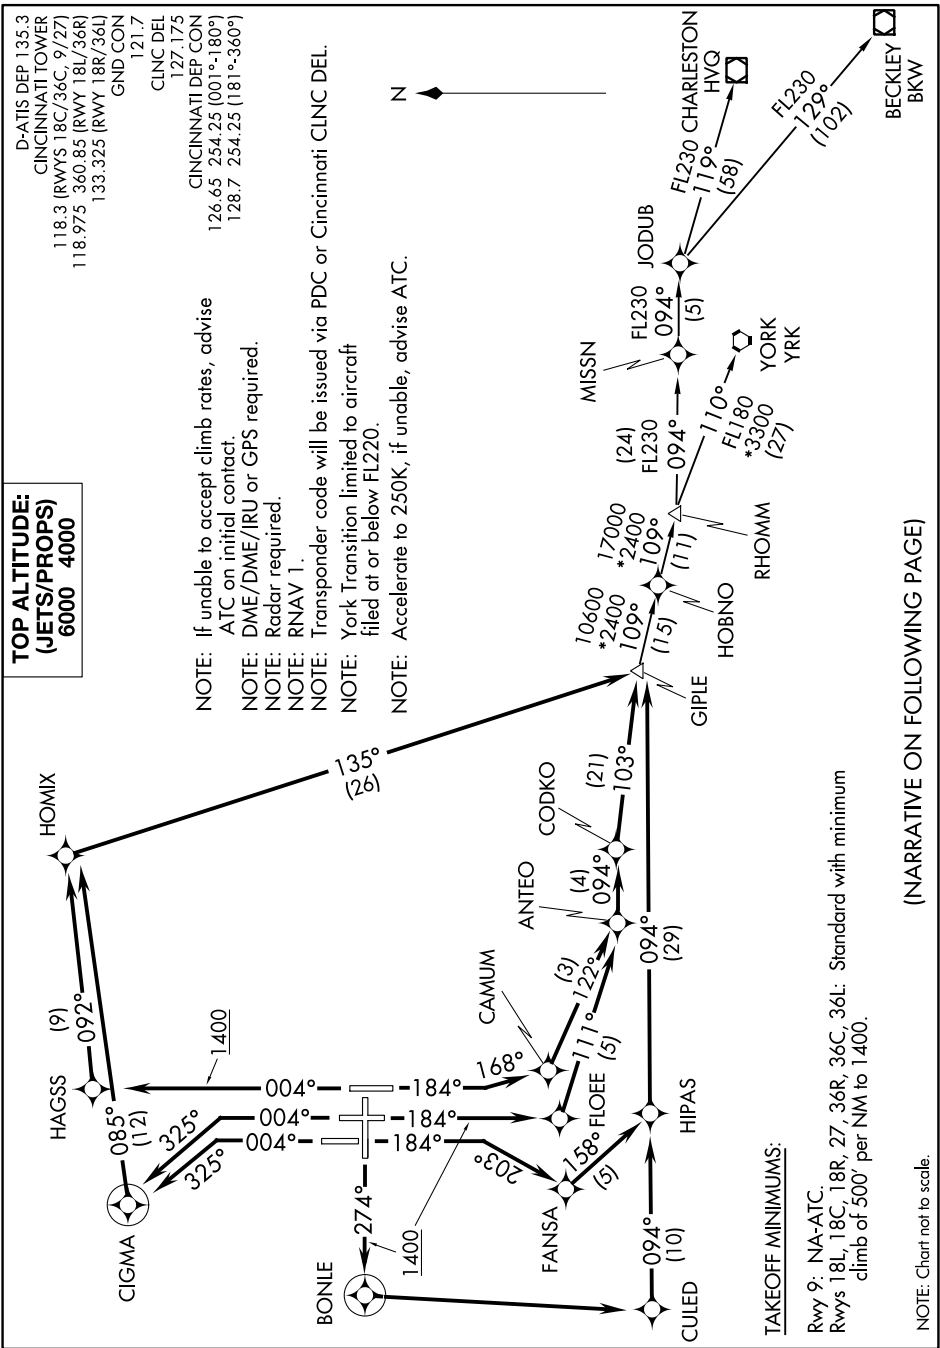 TOP ALTITUDE:
(JETS/PROPS)
6000 4000
D-ATIS DEP 135.3
CINCINNATI TOWER
118.3 (RWYS 18C/36C, 9/27)
118.975 360.85 (RWY 18L/36R)
133.325 (RWY 18R/36L)
GND CON
121.7
CLNC DEL
127.175
CINCINNATI DEP CON
126.65 254.25 (001°-180°)
128.7 254.25 (181°-360°)
NOTE: If unable to accept climb rates, advise
ATC on initial contact.
NOTE: DME/DME/IRU or GPS required.
NOTE: Radar required.
NOTE: RNAV 1.
NOTE: Transponder code will be issued via PDC or Cincinnati CLNC DEL.
NOTE: York Transition limited to aircraft
filed at or below FL220.
NOTE: Accelerate to 250K, if unable, advise ATC.
N
HOMIX
HAGSS
(9)
092°
085°
(12)
CIGMA
135°
(26)
1400
325°
325°
004°
004°
004°
274°
BONLE
1400
184°
184°
184°
168°
203°
CAMUM
(3)
122°
111°
(5)
FLOEE
FANSA
158°
(5)
HIPAS
CULED
094°
(10)
094°
(29)
ANTEO
(4)
094°
CODKO
(21)
103°
GIPLE
10600
*2400
109°
(15)
HOBNO
17000
*2400
109°
(11)
RHOMM
(24)
FL230
094°
110°
FL180
*3300
(27)
YORK
YRK
MISSN
FL230
094°
(5)
JODUB
FL230
119°
(58)
CHARLESTON
HVQ
FL230
129°
(102)
BECKLEY
BKW
TAKEOFF MINIMUMS:
Rwy 9: NA-ATC.
Rwys 18L, 18C, 18R, 27, 36R, 36C, 36L: Standard with minimum
climb of 500' per NM to 1400.
(NARRATIVE ON FOLLOWING PAGE)
NOTE: Chart not to scale.